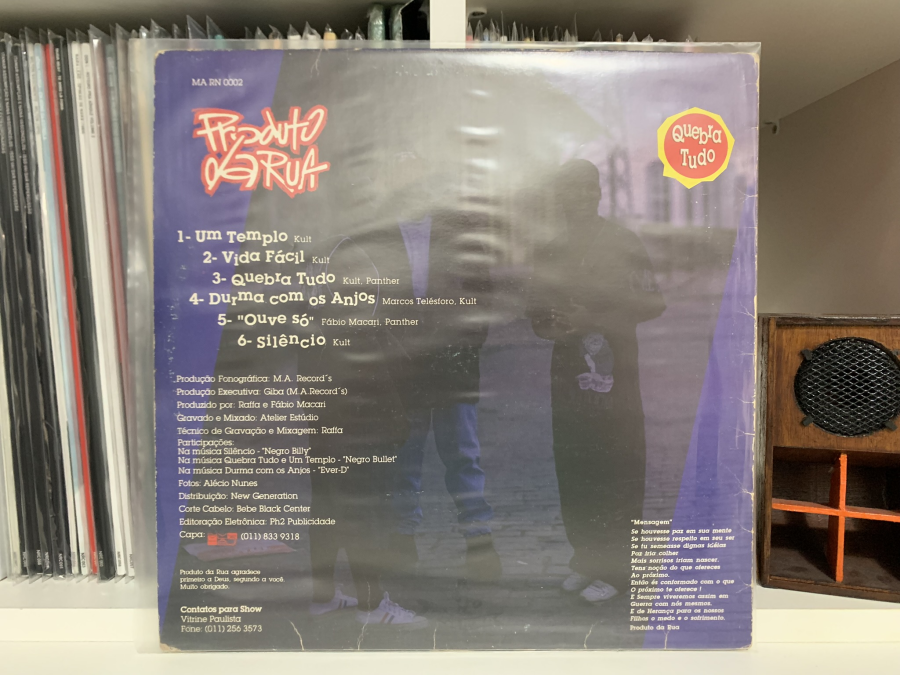 MA RN 0002
Produto
da Rua
Quebra
Tudo
1- Um Templo Kult
2- Vida Fácil Kult
3- Quebra Tudo Kult, Panther
4- Durma com os Anjos Marcos Telésforo, Kult
5- "Ouve só" Fábio Macari, Panther
6- Silêncio Kult
Produção Fonográfica: M.A. Record´s
Produção Executiva: Giba (M.A.Record´s)
Produzido por: Raffa e Fábio Macari
Gravado e Mixado: Atelier Estúdio
Técnico de Gravação e Mixagem: Raffa
Participações:
Na música Silêncio - "Negro Billy"
Na música Quebra Tudo e Um Templo - "Negro Bullet"
Na música Durma com os Anjos - "Ever-D"
Fotos: Alécio Nunes
Distribuição: New Generation
Corte Cabelo: Bebe Black Center
Editoração Eletrônica: Ph2 Publicidade
Capa: (011) 833 9318
Produto da Rua agradece
primeiro a Deus, segundo a você.
Muito obrigado.
Contatos para Show
Vitrine Paulista
Fone: (011) 256 3573
"Mensagem"
Se houvesse paz em sua mente
Se houvesse respeito em seu ser
Se tu semeasse dignas idéias
Paz iria colher
Mais sorrisos iriam nascer.
Tens noção do que ofereces
Ao próximo.
Então és conformado com o que
O próximo te oferece !
E Sempre viveremos assim em
Guerra com nós mesmos.
E de Herança para os nossos
Filhos o medo e o sofrimento.
Produto da Rua